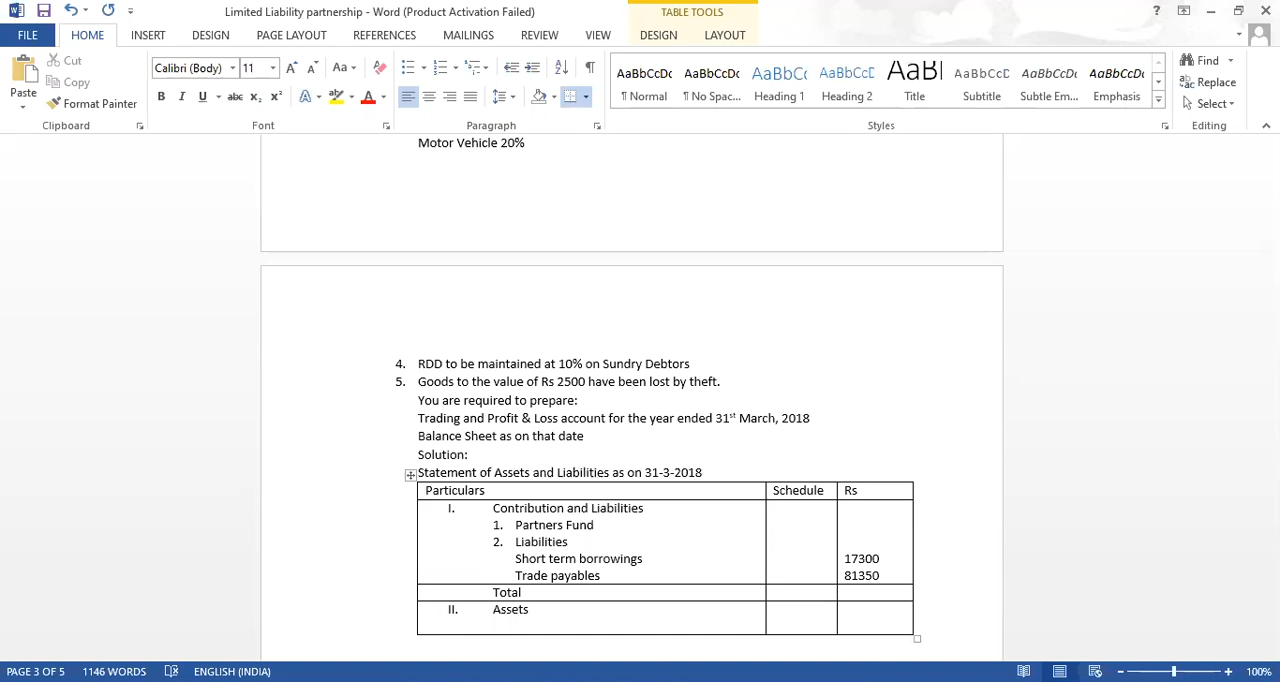 Limited Liability partnership - Word (Product Activation Failed)
TABLE TOOLS
?
FILE
HOME
INSERT
DESIGN
PAGE LAYOUT
REFERENCES
MAILINGS
REVIEW
VIEW
DESIGN
LAYOUT
Paste
Cut
Copy
Format Painter
Clipboard
Calibri (Body)
11
Aa
B I U abc X₂ X²
Font
Paragraph
AaBbCcDc
¶ Normal
AaBbCcDc
¶ No Spac...
AaBbCc
Heading 1
AaBbCcD
Heading 2
AaBl
Title
AaBbCcD
Subtitle
AaBbCcDc
Subtle Em...
AaBbCcDc
Emphasis
Styles
Find
Replace
Select
Editing
Motor Vehicle 20%
4. RDD to be maintained at 10% on Sundry Debtors
5. Goods to the value of Rs 2500 have been lost by theft.
You are required to prepare:
Trading and Profit & Loss account for the year ended 31st March, 2018
Balance Sheet as on that date
Solution:
Statement of Assets and Liabilities as on 31-3-2018
Particulars Schedule Rs
I. Contribution and Liabilities
1. Partners Fund
2. Liabilities
Short term borrowings 17300
Trade payables 81350
Total
II. Assets
PAGE 3 OF 5
1146 WORDS
ENGLISH (INDIA)
100%